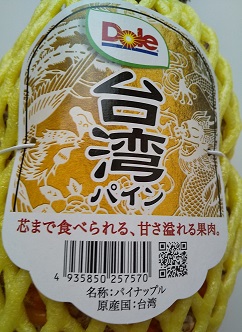 Dole
台湾
パイン
芯まで食べられる、甘さ溢れる果肉。
4 935850 257570
名称:パイナップル
原産国:台湾